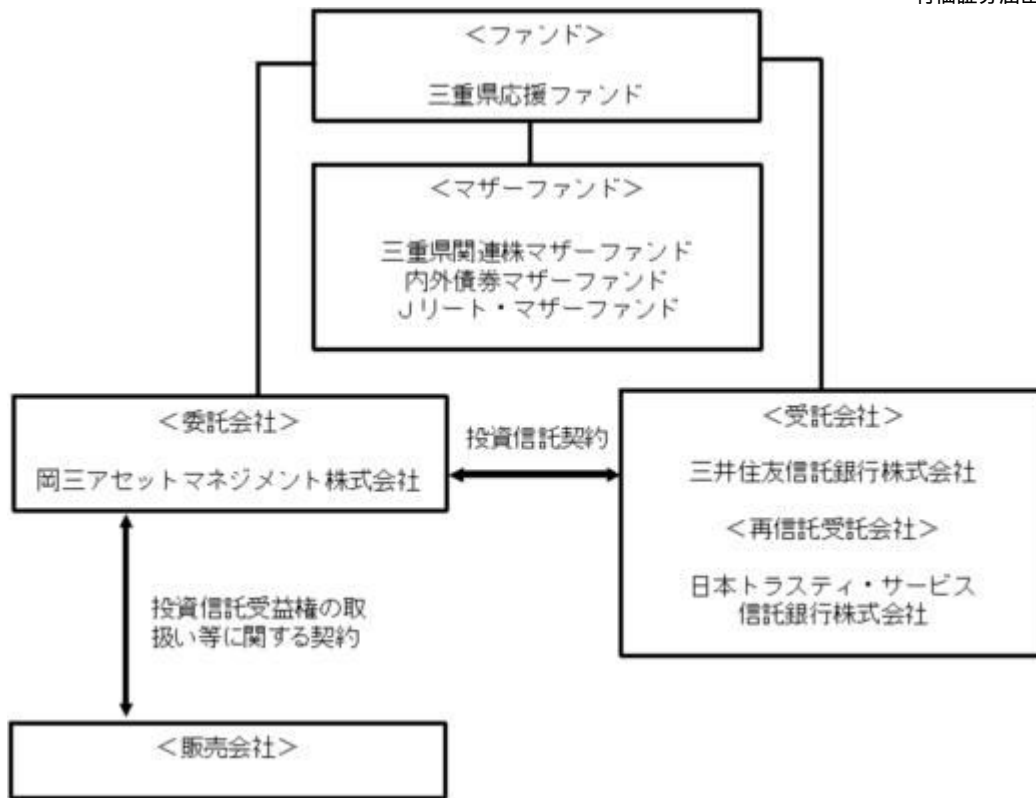 ＜ファンド＞
三重県応援ファンド
＜マザーファンド＞
三重県関連株マザーファンド
内外債券マザーファンド
Ｊリート・マザーファンド
＜委託会社＞
岡三アセットマネジメント株式会社
投資信託契約
＜受託会社＞
三井住友信託銀行株式会社
＜再信託受託会社＞
日本トラスティ・サービス
信託銀行株式会社
投資信託受益権の取
扱い等に関する契約
＜販売会社＞